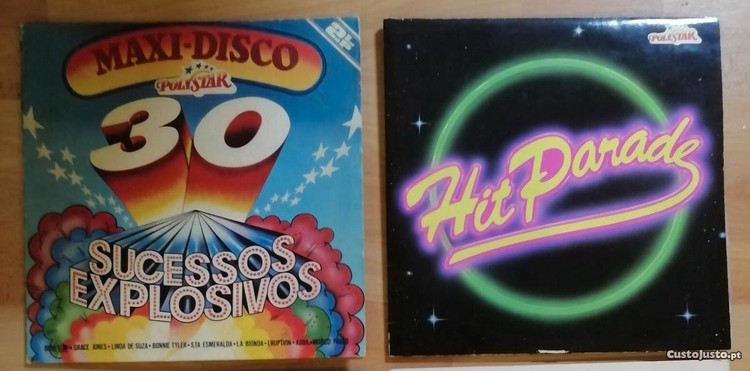 2 LP
MAXI-DISCO
POLYSTAR
30
SUCESSOS
EXPLOSIVOS
GRACE JONES • LINDA DE SUZA • BONNIE TYLER • STA ESMERALDA • LA BIONDA • ERUPTION • ABBA •
POLYSTAR
Hit Parade
CustoJusto.pt